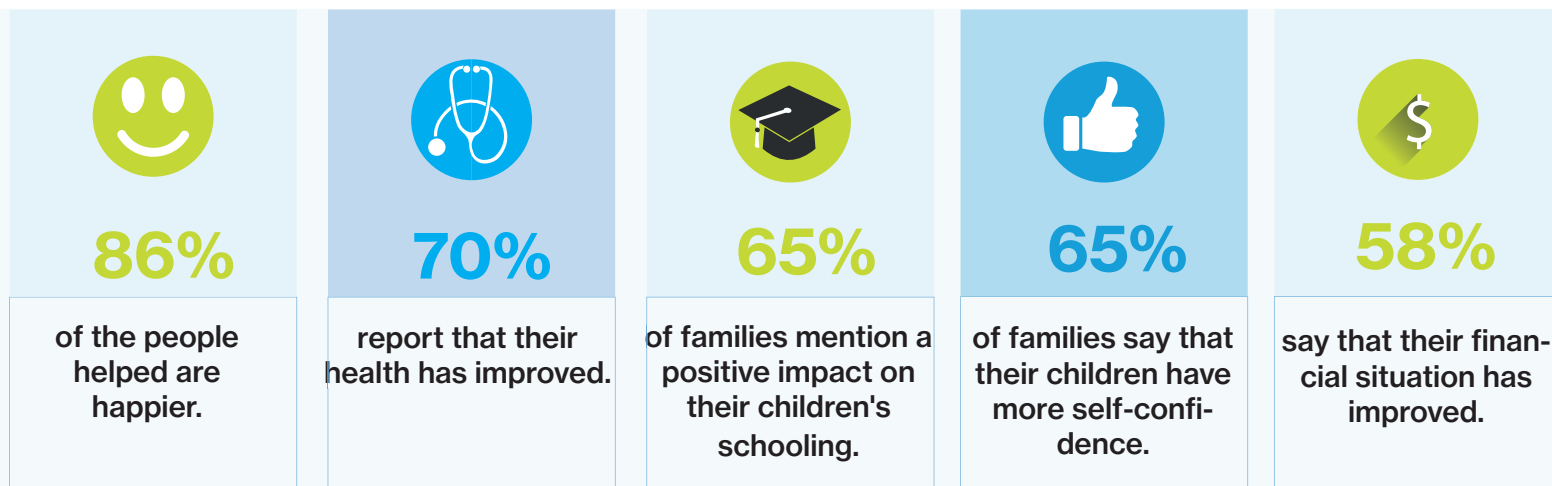 86%
of the people
helped are
happier.
70%
report that their
health has improved.
65%
of families mention a
positive impact on
their children's
schooling.
65%
of families say that
their children have
more self-confi-
dence.
$
58%
say that their finan-
cial situation has
improved.